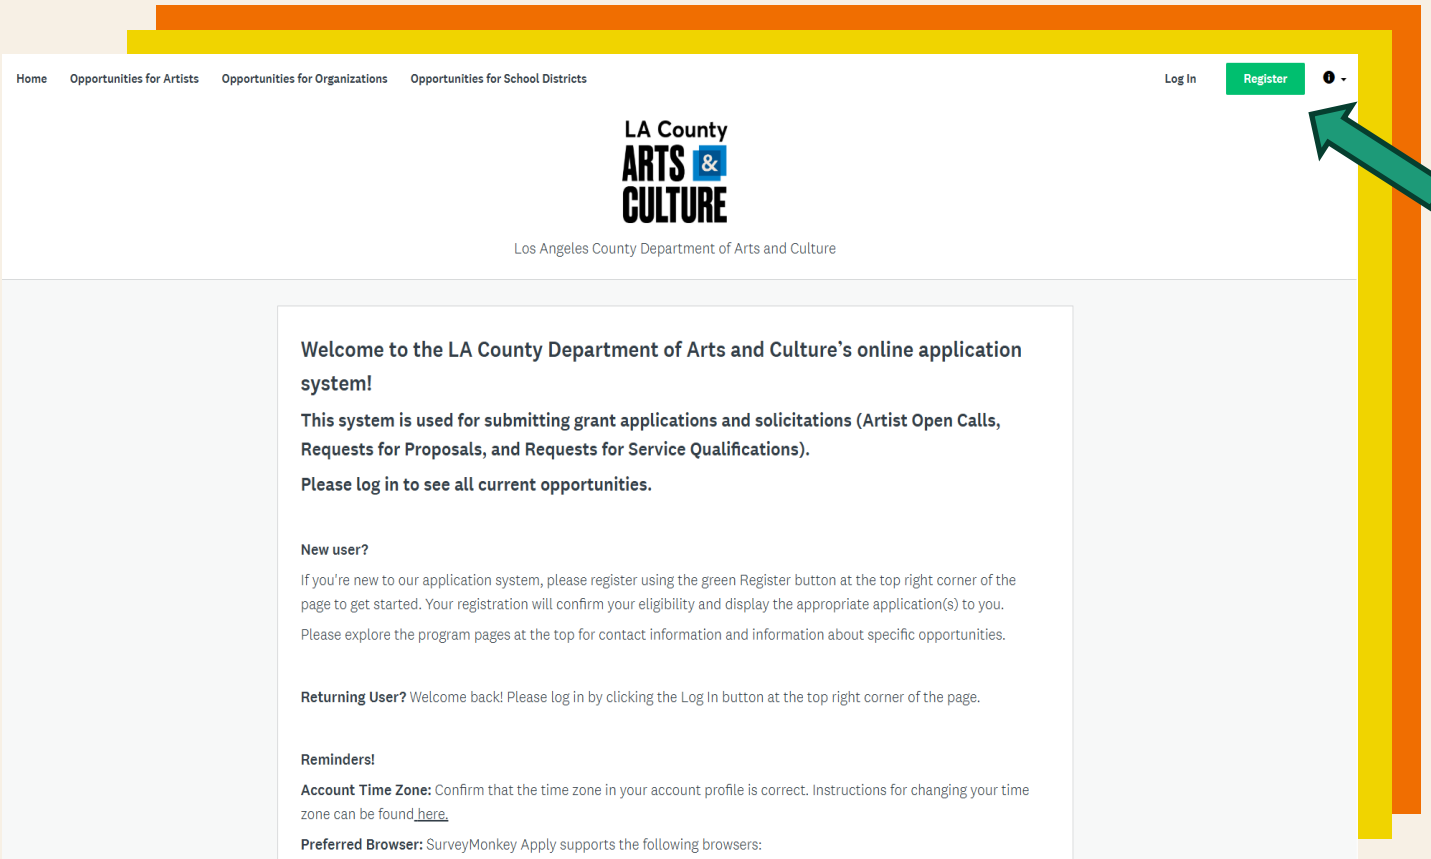 Home Opportunities for Artists Opportunities for Organizations Opportunities for School Districts Log In Register
LA County
ARTS &
CULTURE
Los Angeles County Department of Arts and Culture
Welcome to the LA County Department of Arts and Culture’s online application
system!
This system is used for submitting grant applications and solicitations (Artist Open Calls,
Requests for Proposals, and Requests for Service Qualifications).
Please log in to see all current opportunities.
New user?
If you're new to our application system, please register using the green Register button at the top right corner of the
page to get started. Your registration will confirm your eligibility and display the appropriate application(s) to you.
Please explore the program pages at the top for contact information and information about specific opportunities.
Returning User? Welcome back! Please log in by clicking the Log In button at the top right corner of the page.
Reminders!
Account Time Zone: Confirm that the time zone in your account profile is correct. Instructions for changing your time
zone can be found here.
Preferred Browser: SurveyMonkey Apply supports the following browsers: